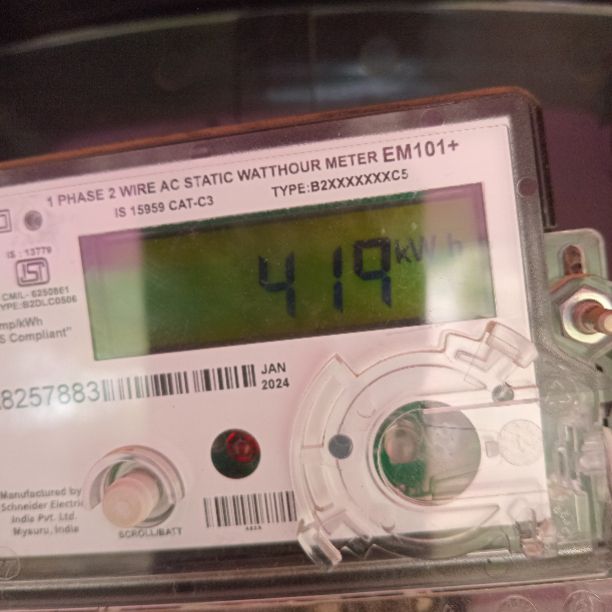 1 PHASE 2 WIRE AC STATIC WATTHOUR METER EM101+
IS 15959 CAT-C3
TYPE:B2XXXXXXXC5
IS : 13779
ISI
419 kWh
TYPE:B2DLC0506
mp/kWh
S Compliant"
8257883
JAN
2024
Manufactured by
Schneider Electric
India Pvt. Ltd.
Mysuru, India
SCROLL/BATT